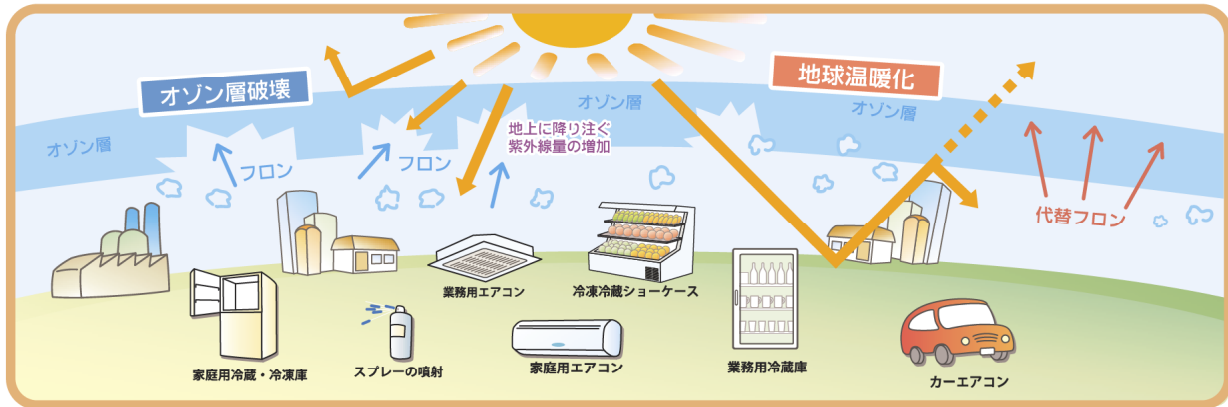 オゾン層破壊
地球温暖化
オゾン層
オゾン層
オゾン層
フロン
フロン
地上に降り注ぐ
紫外線量の増加
代替フロン
業務用エアコン
冷凍冷蔵ショーケース
家庭用冷蔵・冷凍庫
スプレーの噴射
家庭用エアコン
業務用冷蔵庫
カーエアコン